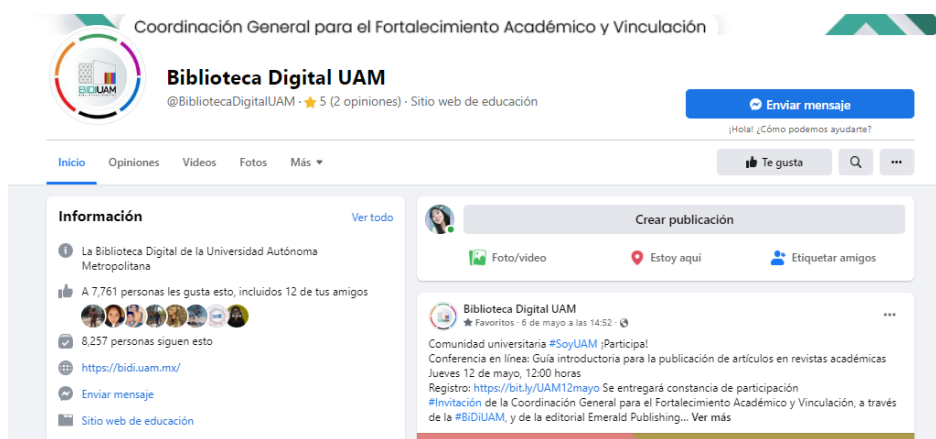 Coordinación General para el Fortalecimiento Académico y Vinculación
BIDIUAM
Biblioteca Digital UAM
@BibliotecaDigitalUAM · 5 (2 opiniones) · Sitio web de educación
Enviar mensaje
¡Hola! ¿Cómo podemos ayudarte?
Inicio Opiniones Videos Fotos Más
Te gusta
Información Ver todo
La Biblioteca Digital de la Universidad Autónoma
Metropolitana
A 7,761 personas les gusta esto, incluidos 12 de tus amigos
8,257 personas siguen esto
https://bidi.uam.mx/
Enviar mensaje
Sitio web de educación
Crear publicación
Foto/video Estoy aquí Etiquetar amigos
Biblioteca Digital UAM
Favoritos · 6 de mayo a las 14:52 ·
Comunidad universitaria #SoyUAM ¡Participa!
Conferencia en línea: Guía introductoria para la publicación de artículos en revistas académicas
Jueves 12 de mayo, 12:00 horas
Registro: https://bit.ly/UAM12mayo Se entregará constancia de participación
#Invitación de la Coordinación General para el Fortalecimiento Académico y Vinculación, a través
de la #BiDiUAM, y de la editorial Emerald Publishing... Ver más